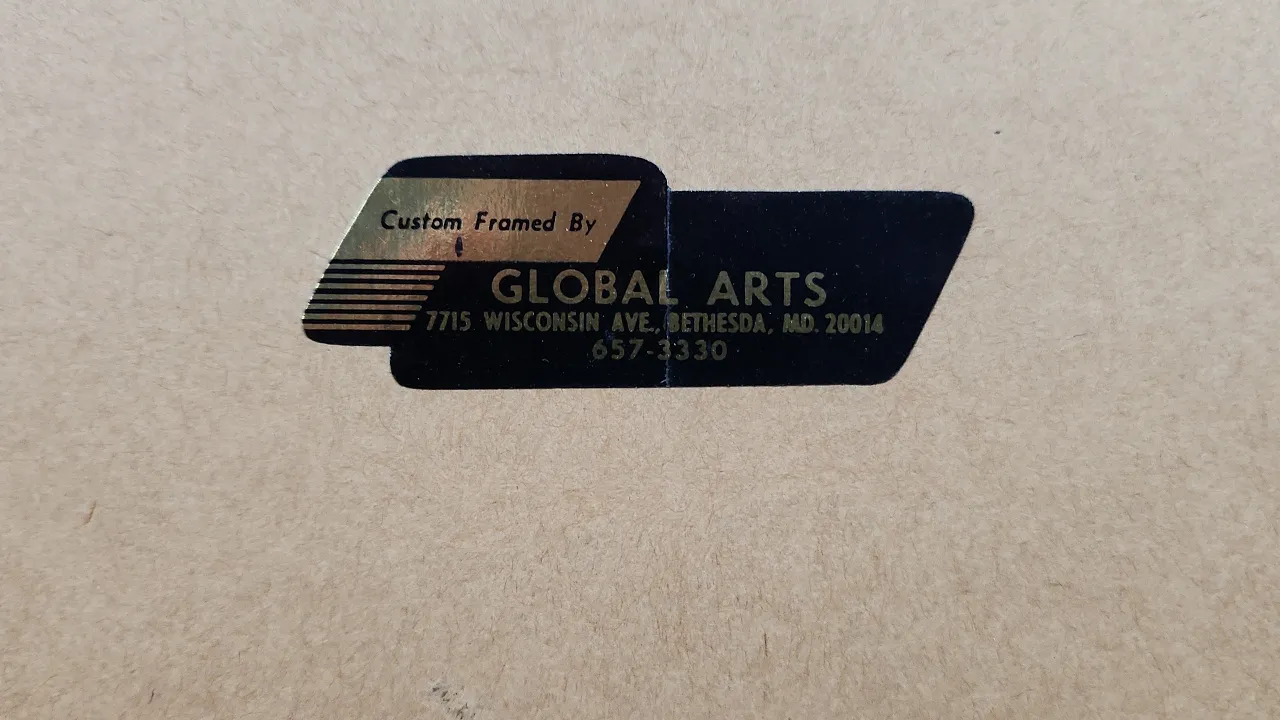 Custom Framed By
GLOBAL ARTS
7715 WISCONSIN AVE., BETHESDA, MD. 20014
657-3330